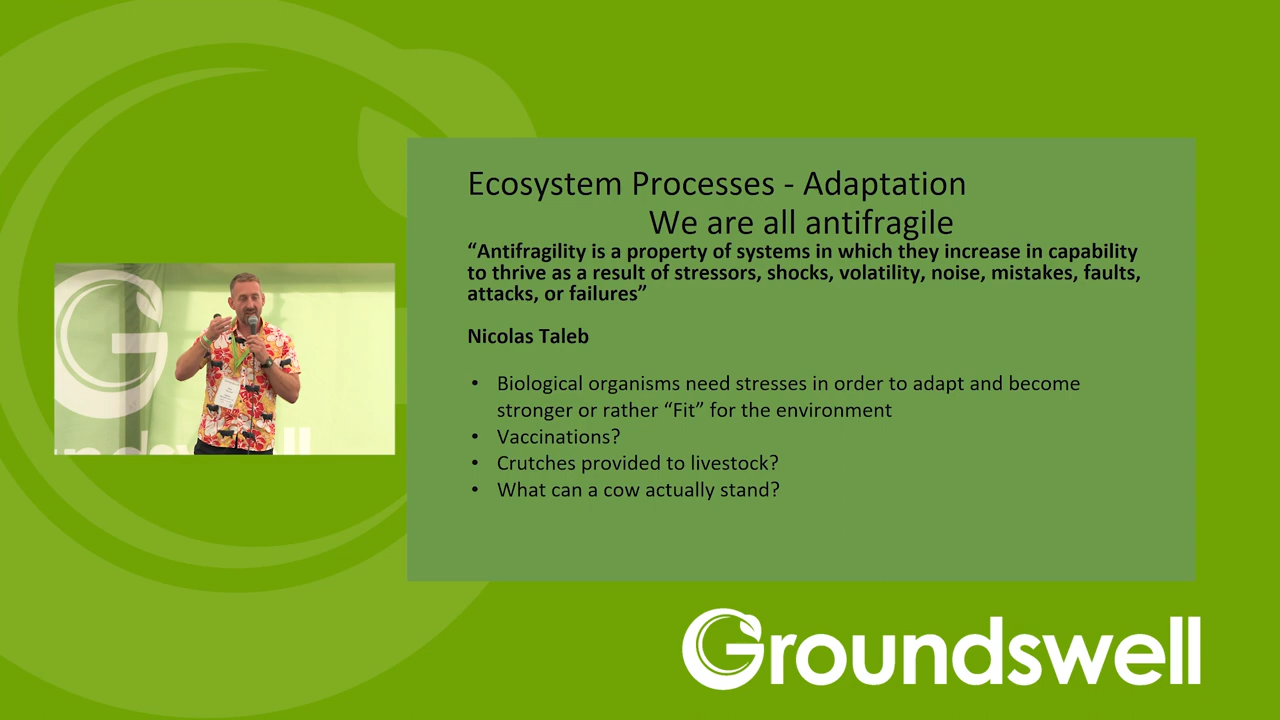 Ecosystem Processes - Adaptation
We are all antifragile
“Antifragility is a property of systems in which they increase in capability
to thrive as a result of stressors, shocks, volatility, noise, mistakes, faults,
attacks, or failures”
Nicolas Taleb
• Biological organisms need stresses in order to adapt and become
stronger or rather “Fit” for the environment
• Vaccinations?
• Crutches provided to livestock?
• What can a cow actually stand?
Groundswell